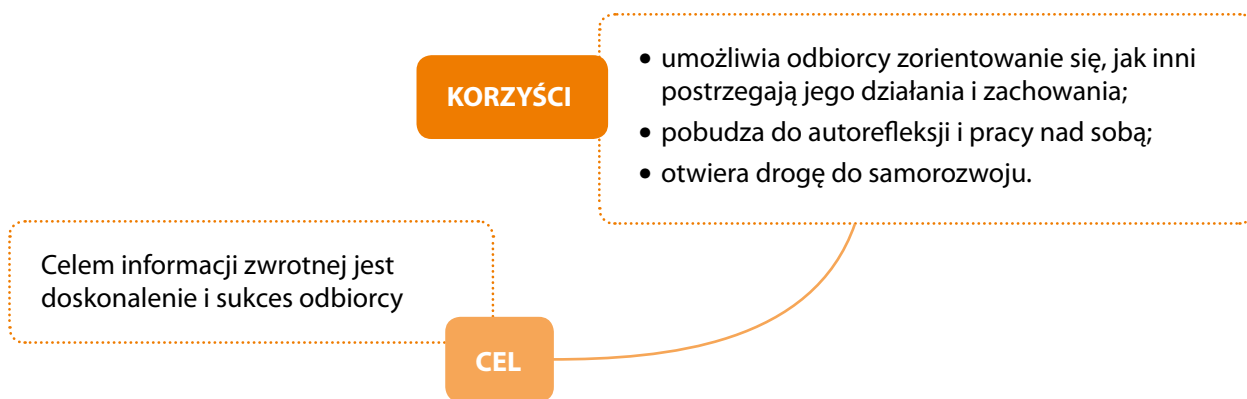 KORZYŚCI
• umożliwia odbiorcy zorientowanie się, jak inni
postrzegają jego działania i zachowania;
• pobudza do autorefleksji i pracy nad sobą;
• otwiera drogę do samorozwoju.
Celem informacji zwrotnej jest
doskonalenie i sukces odbiorcy
CEL